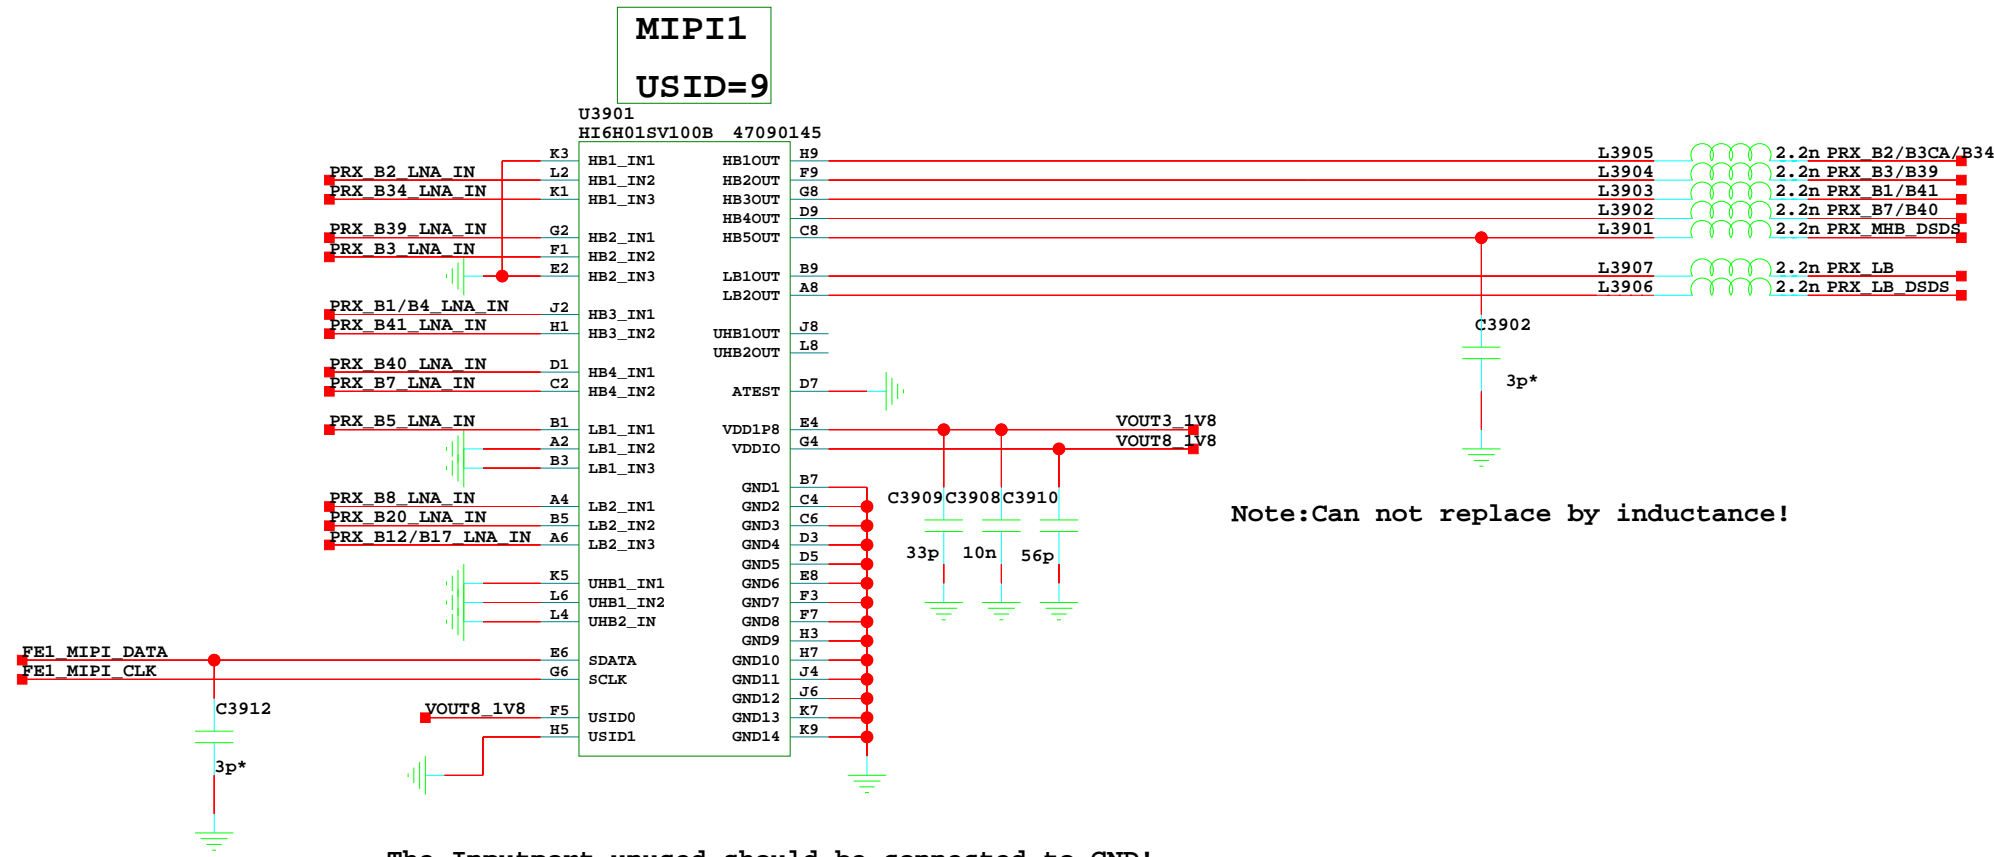 MIPI1
USID=9
U3901
HI6H01SV100B 47090145
K3 HB1_IN1 HB1OUT H9 L3905 2.2n PRX_B2/B3CA/B34
PRX_B2_LNA_IN L2 HB1_IN2 HB2OUT F9 L3904 2.2n PRX_B3/B39
PRX_B34_LNA_IN K1 HB1_IN3 HB3OUT G8 L3903 2.2n PRX_B1/B41
HB4OUT D9 L3902 2.2n PRX_B7/B40
PRX_B39_LNA_IN G2 HB2_IN1 HB5OUT C8 L3901 2.2n PRX_MHB_DSDS
PRX_B3_LNA_IN F1 HB2_IN2
E2 HB2_IN3 LB1OUT B9 L3907 2.2n PRX_LB
LB2OUT A8 L3906 2.2n PRX_LB_DSDS
PRX_B1/B4_LNA_IN J2 HB3_IN1
PRX_B41_LNA_IN H1 HB3_IN2 UHB1OUT J8 C3902
UHB2OUT L8
PRX_B40_LNA_IN D1 HB4_IN1
PRX_B7_LNA_IN C2 HB4_IN2 ATEST D7 3p*
PRX_B5_LNA_IN B1 LB1_IN1 VDD1P8 E4 VOUT3_1V8
A2 LB1_IN2 VDDIO G4 VOUT8_1V8
B3 LB1_IN3
GND1 B7
PRX_B8_LNA_IN A4 LB2_IN1 GND2 C4 C3909 C3908 C3910
PRX_B20_LNA_IN B5 LB2_IN2 GND3 C6 Note:Can not replace by inductance!
PRX_B12/B17_LNA_IN A6 LB2_IN3 GND4 D3
GND5 D5 33p 10n 56p
K5 UHB1_IN1 GND6 E8
L6 UHB1_IN2 GND7 F3
L4 UHB2_IN GND8 F7
GND9 H3
FE1_MIPI_DATA E6 SDATA GND10 H7
FE1_MIPI_CLK G6 SCLK GND11 J4
GND12 J6
C3912 VOUT8_1V8 F5 USID0 GND13 K7
H5 USID1 GND14 K9
3p*
The Inputport unused should be connected to GND!